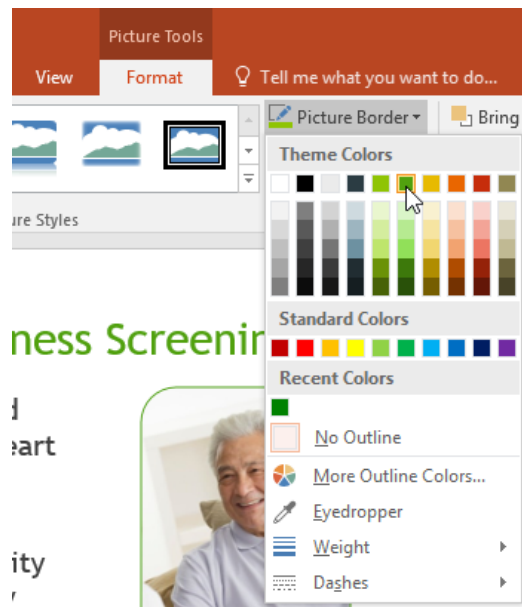 Picture Tools
View Format Tell me what you want to do...
Picture Border Bring
Theme Colors
ure Styles
Standard Colors
ness Screenin
Recent Colors
No Outline
eart
More Outline Colors...
Eyedropper
ity
Weight
Dashes